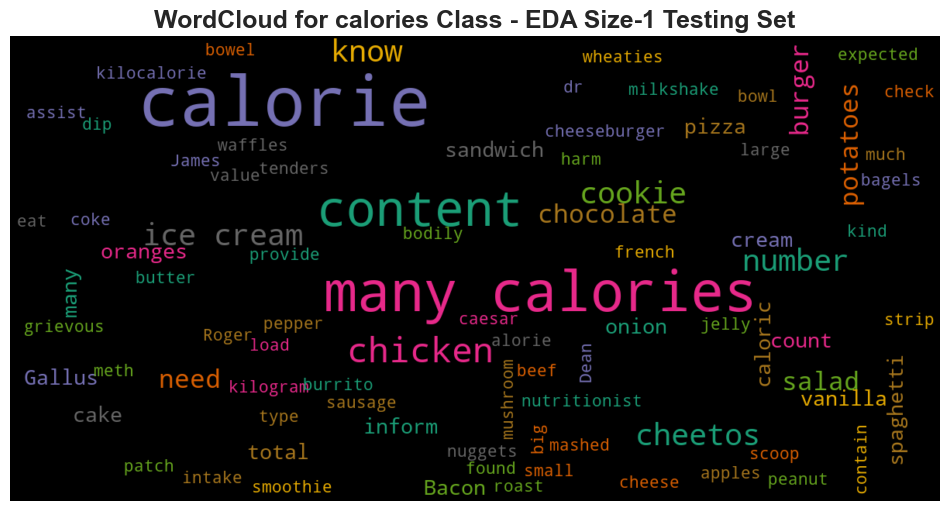 WordCloud for calories Class - EDA Size-1 Testing Set
bowel
know
wheaties
expected
kilocalorie
calorie
dr
milkshake
bowl
burger
check
assist
dip
potatoes
cheeseburger
pizza
waffles
sandwich
harm
large
much
James
value
tenders
bagels
eat
coke
content
cookie
chocolate
ice cream
bodily
cream
kind
oranges
provide
french
number
many
butter
many calories
grievous
Roger
pepper
caesar
onion
jelly
caloric
strip
load
chicken
alorie
count
Gallus
meth
need
kilogram
burrito
beef
Dean
salad
vanilla
cake
type
sausage
mushroom
nutritionist
spaghetti
inform
total
nuggets
big
mashed
cheetos
scoop
contain
patch
intake
smoothie
found
small
Bacon
roast
cheese
apples
peanut